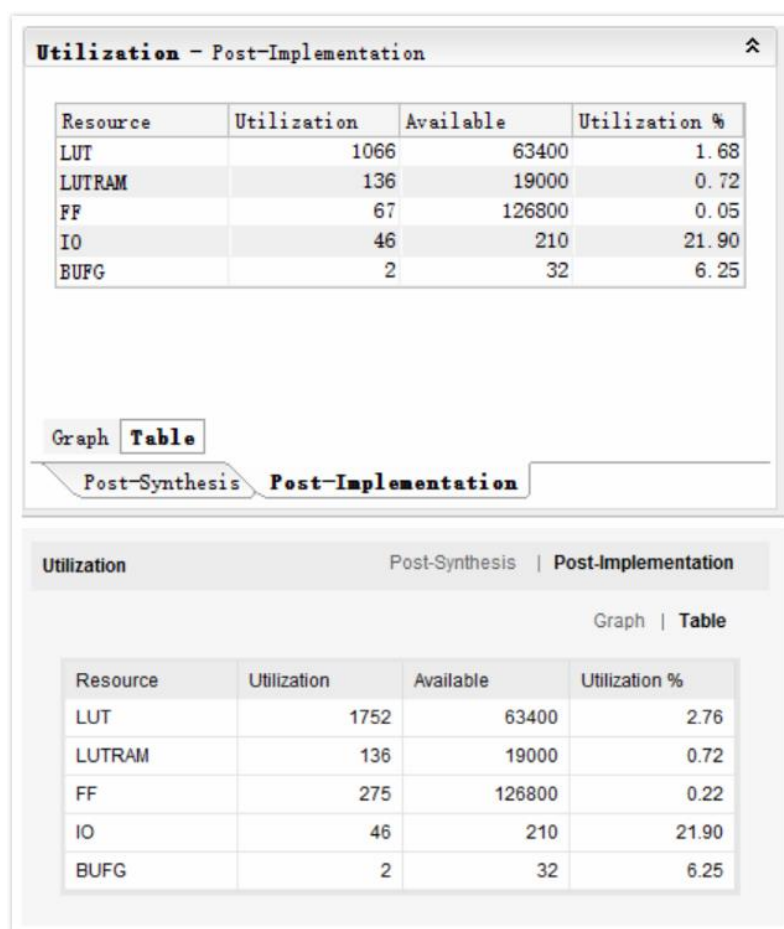 Utilization - Post-Implementation
Resource Utilization Available Utilization %
LUT 1066 63400 1.68
LUTRAM 136 19000 0.72
FF 67 126800 0.05
IO 46 210 21.90
BUFG 2 32 6.25
Graph Table
Post-Synthesis Post-Implementation
Utilization Post-Synthesis | Post-Implementation
Graph | Table
Resource Utilization Available Utilization %
LUT 1752 63400 2.76
LUTRAM 136 19000 0.72
FF 275 126800 0.22
IO 46 210 21.90
BUFG 2 32 6.25